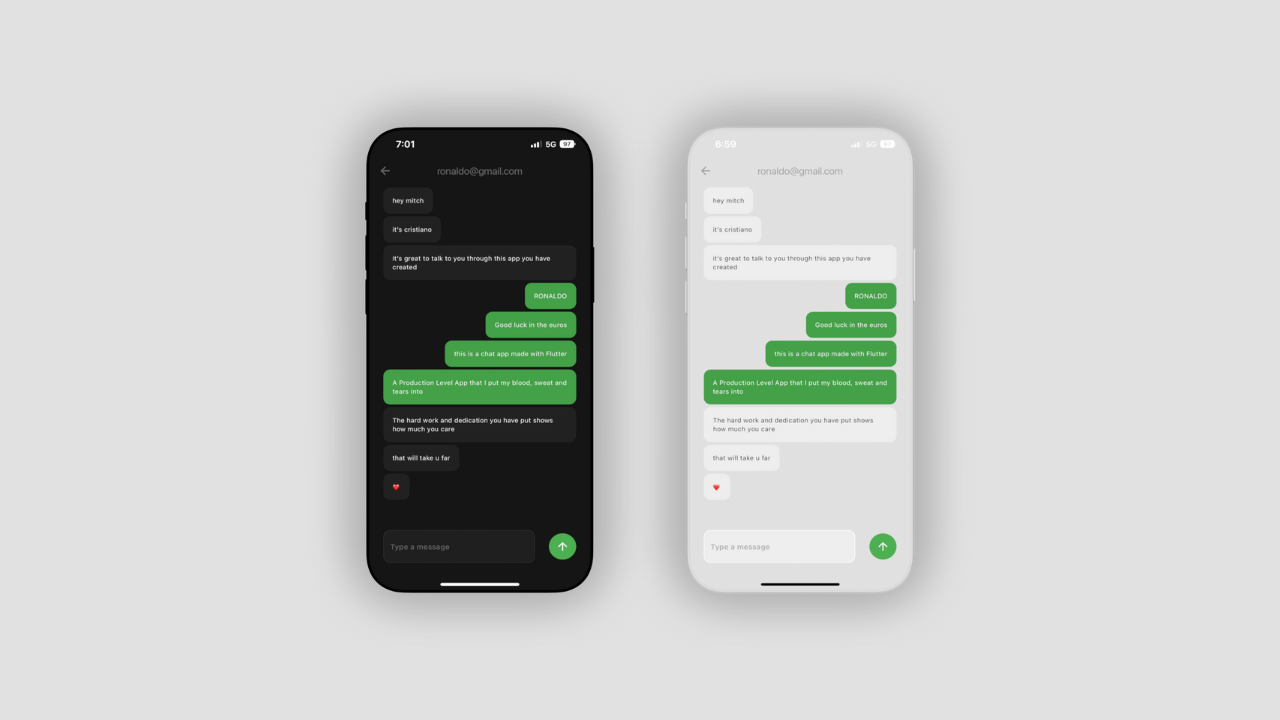 7:01
5G
97
ronaldo@gmail.com
hey mitch
it's cristiano
it's great to talk to you through this app you have
created
RONALDO
Good luck in the euros
this is a chat app made with Flutter
A Production Level App that I put my blood, sweat and
tears into
The hard work and dedication you have put shows
how much you care
that will take u far
Type a message
6:59
5G
97
ronaldo@gmail.com
hey mitch
it's cristiano
it's great to talk to you through this app you have
created
RONALDO
Good luck in the euros
this is a chat app made with Flutter
A Production Level App that I put my blood, sweat and
tears into
The hard work and dedication you have put shows
how much you care
that will take u far
Type a message